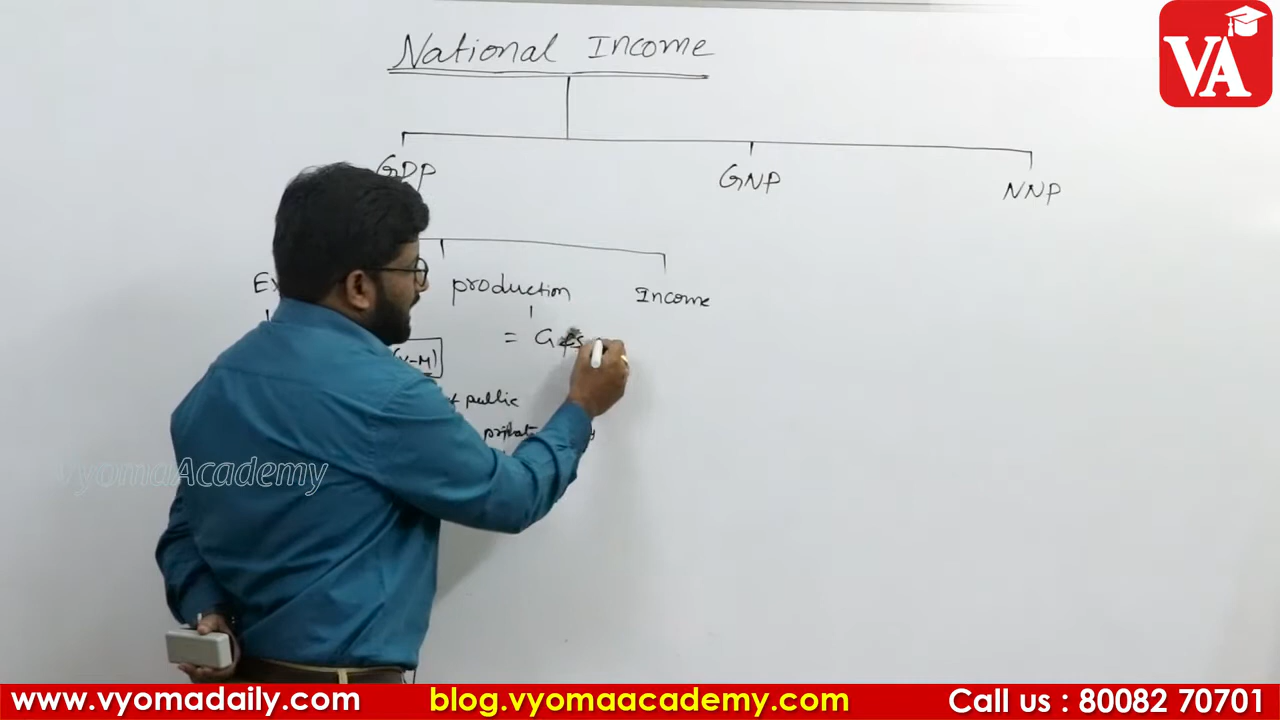 VA
National Income
GDP
GNP
NNP
production
Income
=
(X-M)
public
VyomaAcademy
www.vyomadaily.com
blog.vyomaacademy.com
Call us : 80082 70701